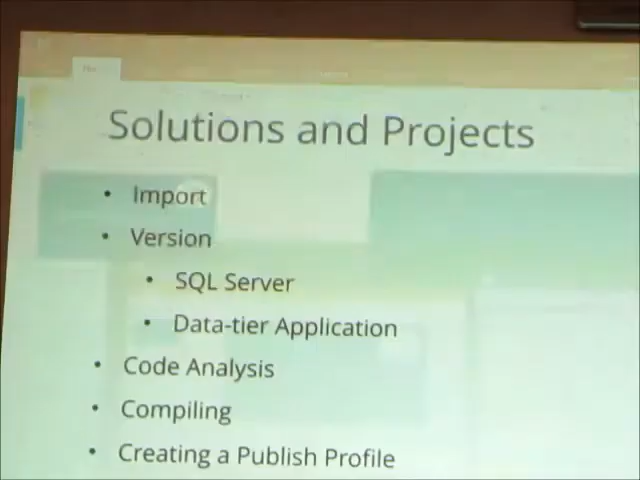 Solutions and Projects
• Import
• Version
• SQL Server
• Data-tier Application
• Code Analysis
• Compiling
• Creating a Publish Profile